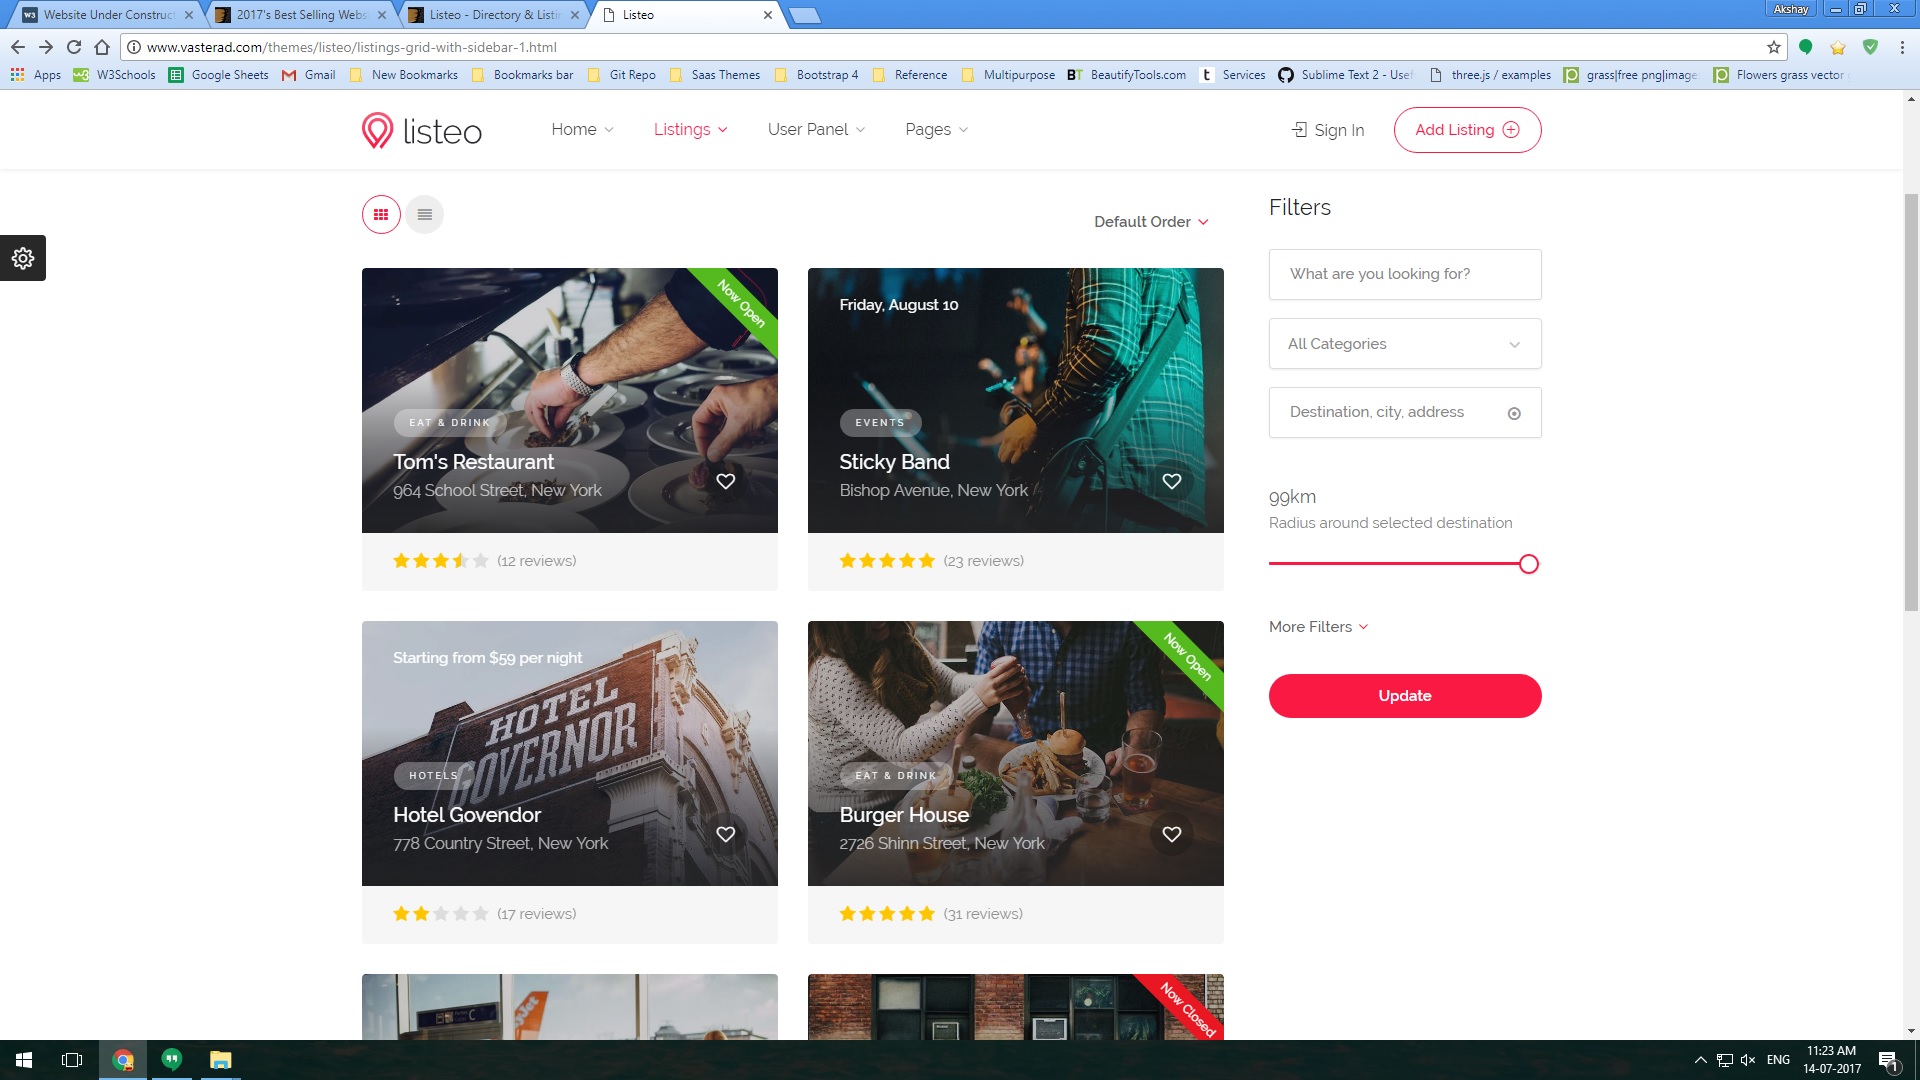 Website Under Construct
2017's Best Selling Webs
Listeo - Directory & Listin
Listeo
Akshay
www.vasterad.com/themes/listeo/listings-grid-with-sidebar-1.html
Apps
W3Schools
Google Sheets
Gmail
New Bookmarks
Bookmarks bar
Git Repo
Saas Themes
Bootstrap 4
Reference
Multipurpose
BeautifyTools.com
Services
Sublime Text 2 - Usef
three.js / examples
grass|free png|image
Flowers grass vector
listeo
Home
Listings
User Panel
Pages
Sign In
Add Listing
Default Order
Filters
What are you looking for?
All Categories
Destination, city, address
99km
Radius around selected destination
More Filters
Update
Now Open
EAT & DRINK
Tom's Restaurant
964 School Street, New York
(12 reviews)
Friday, August 10
EVENTS
Sticky Band
Bishop Avenue, New York
(23 reviews)
Starting from $59 per night
HOTEL
GOVERNOR
HOTELS
Hotel Govendor
778 Country Street, New York
(17 reviews)
Now Open
EAT & DRINK
Burger House
2726 Shinn Street, New York
(31 reviews)
C
Now Closed
ENG
11:23 AM
14-07-2017
1